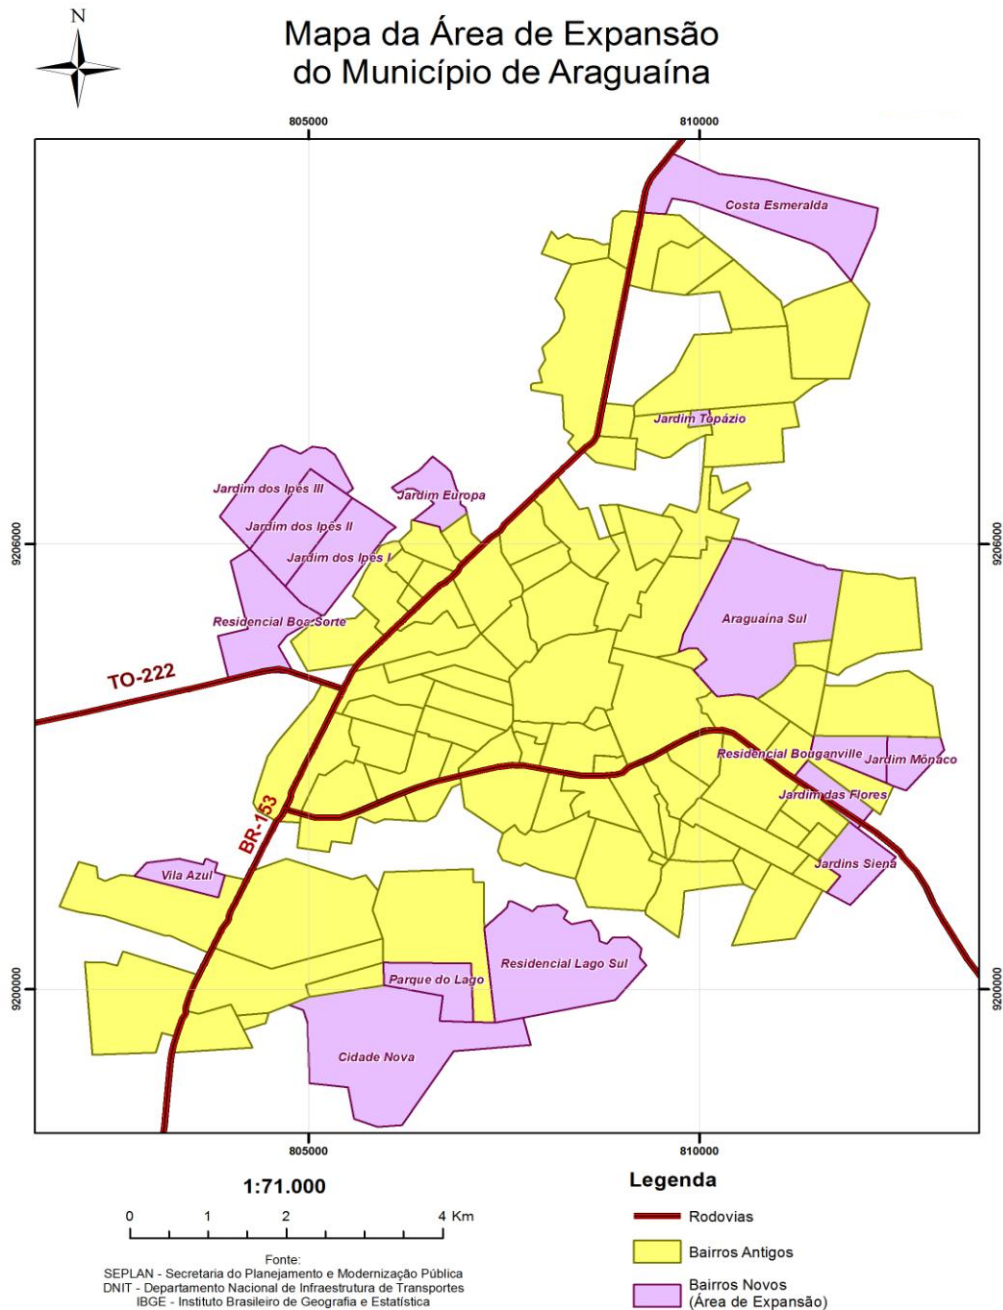 N
Mapa da Área de Expansão
do Município de Araguaína
805000
810000
Costa Esmeralda
Jardim Topázio
Jardim dos Ipês III
Jardim Europa
Jardim dos Ipês II
9206000
9206000
Jardim dos Ipês I
Residencial Boa Sorte
Araguaína Sul
TO-222
Residencial Bouganville
Jardim Mônaco
Jardim das Flores
BR-153
Jardins Siena
Vila Azul
Residencial Lago Sul
Parque do Lago
9200000
9200000
Cidade Nova
805000
810000
1:71.000
0 1 2 4 Km
Fonte:
SEPLAN - Secretaria do Planejamento e Modernização Pública
DNIT - Departamento Nacional de Infraestrutura de Transportes
IBGE - Instituto Brasileiro de Geografia e Estatística
Legenda
Rodovias
Bairros Antigos
Bairros Novos
(Área de Expansão)